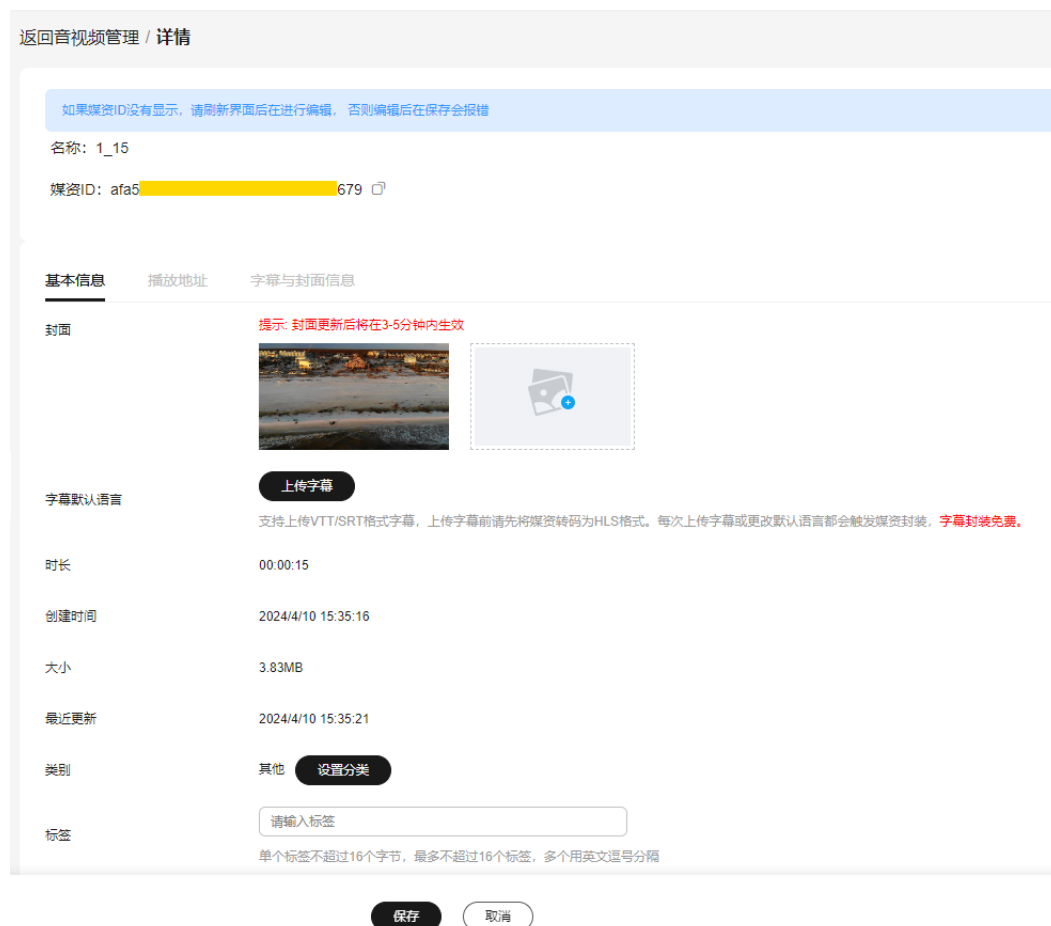 返回音视频管理 / 详情
如果媒资ID没有显示，请刷新界面后在进行编辑， 否则编辑后在保存会报错
名称：1_15
媒资ID：afa5 679
基本信息 播放地址 字幕与封面信息
封面 提示: 封面更新后将在3-5分钟内生效
上传字幕
字幕默认语言
支持上传VTT/SRT格式字幕，上传字幕前请先将媒资转码为HLS格式。每次上传字幕或更改默认语言都会触发媒资封装，字幕封装免费。
时长 00:00:15
创建时间 2024/4/10 15:35:16
大小 3.83MB
最近更新 2024/4/10 15:35:21
类别 其他 设置分类
标签 请输入标签
单个标签不超过16个字节，最多不超过16个标签，多个用英文逗号分隔
保存 取消